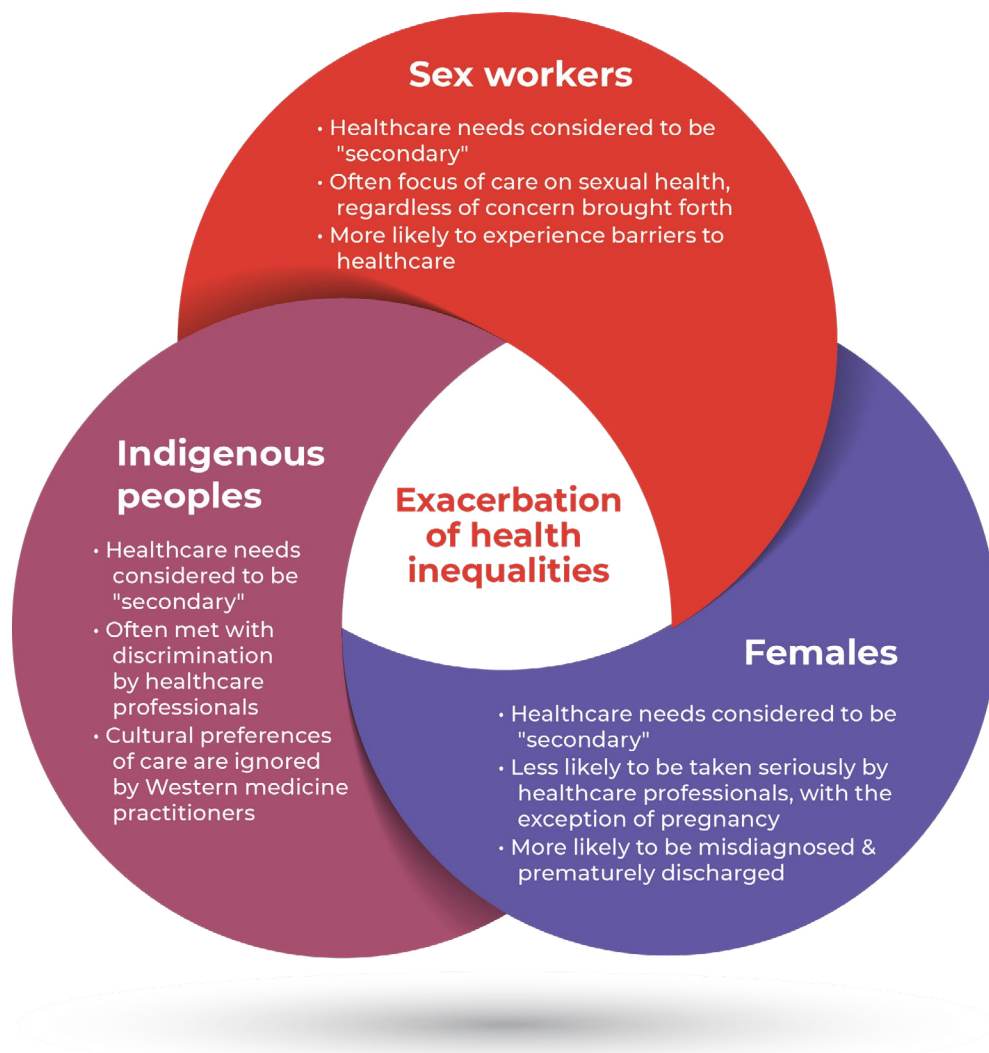 Sex workers
• Healthcare needs considered to be
"secondary"
• Often focus of care on sexual health,
regardless of concern brought forth
• More likely to experience barriers to
healthcare
Indigenous
peoples
• Healthcare needs
considered to be
"secondary"
• Often met with
discrimination
by healthcare
professionals
• Cultural preferences
of care are ignored
by Western medicine
practitioners
Exacerbation
of health
inequalities
Females
• Healthcare needs considered to be
"secondary"
• Less likely to be taken seriously by
healthcare professionals, with the
exception of pregnancy
• More likely to be misdiagnosed &
prematurely discharged